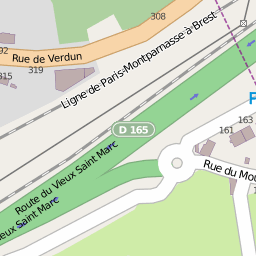 308
Rue de Verdun
92
319
315
Ligne de Paris-Montparnasse à Brest
P
D 165
163
161
Rue du Mou
Route du Vieux Saint Marc
ieux Saint Marc